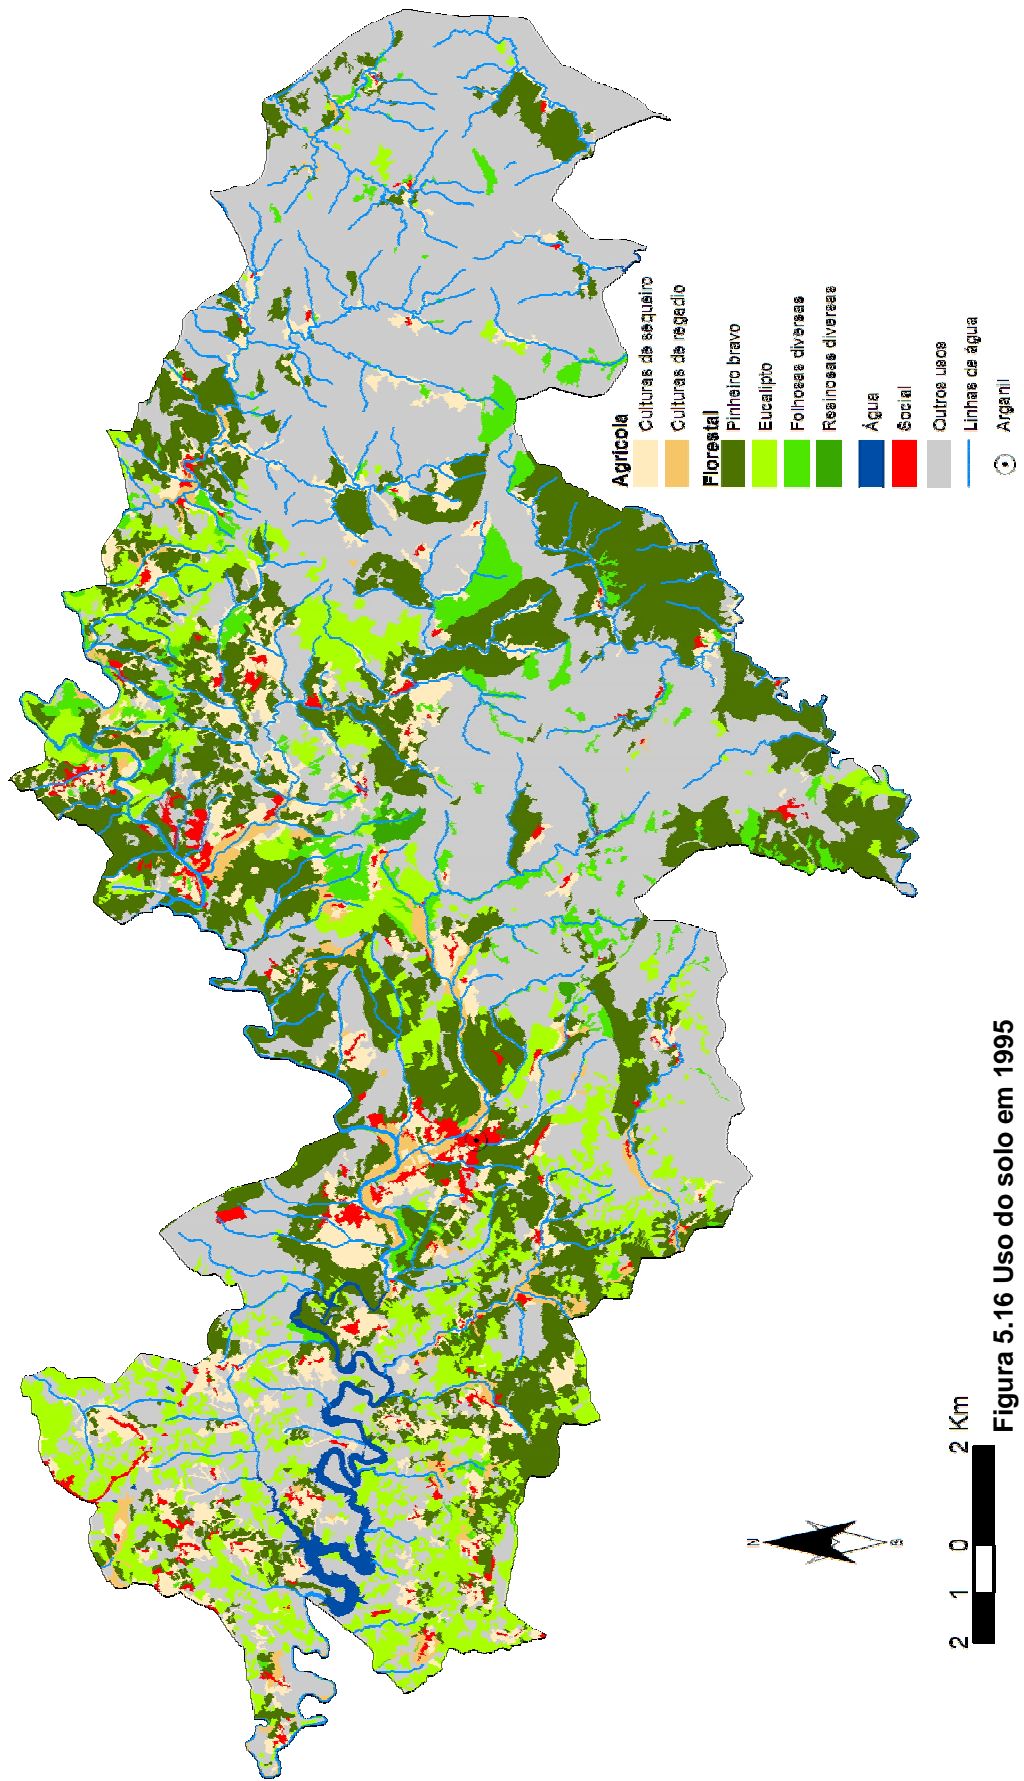 Agrícola
Culturas de sequeiro
Culturas de regadio
Florestal
Pinheiro bravo
Eucalipto
Folhosas diversas
Resinosas diversas
Água
Social
Outros usos
Linhas de água
Arganil
N
S
2 1 0 2 Km
Figura 5.16 Uso do solo em 1995